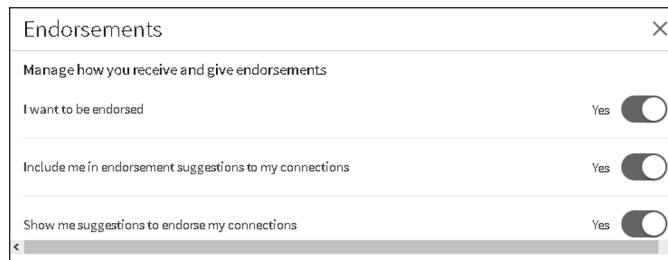 Endorsements
Manage how you receive and give endorsements
I want to be endorsed Yes
Include me in endorsement suggestions to my connections Yes
Show me suggestions to endorse my connections Yes